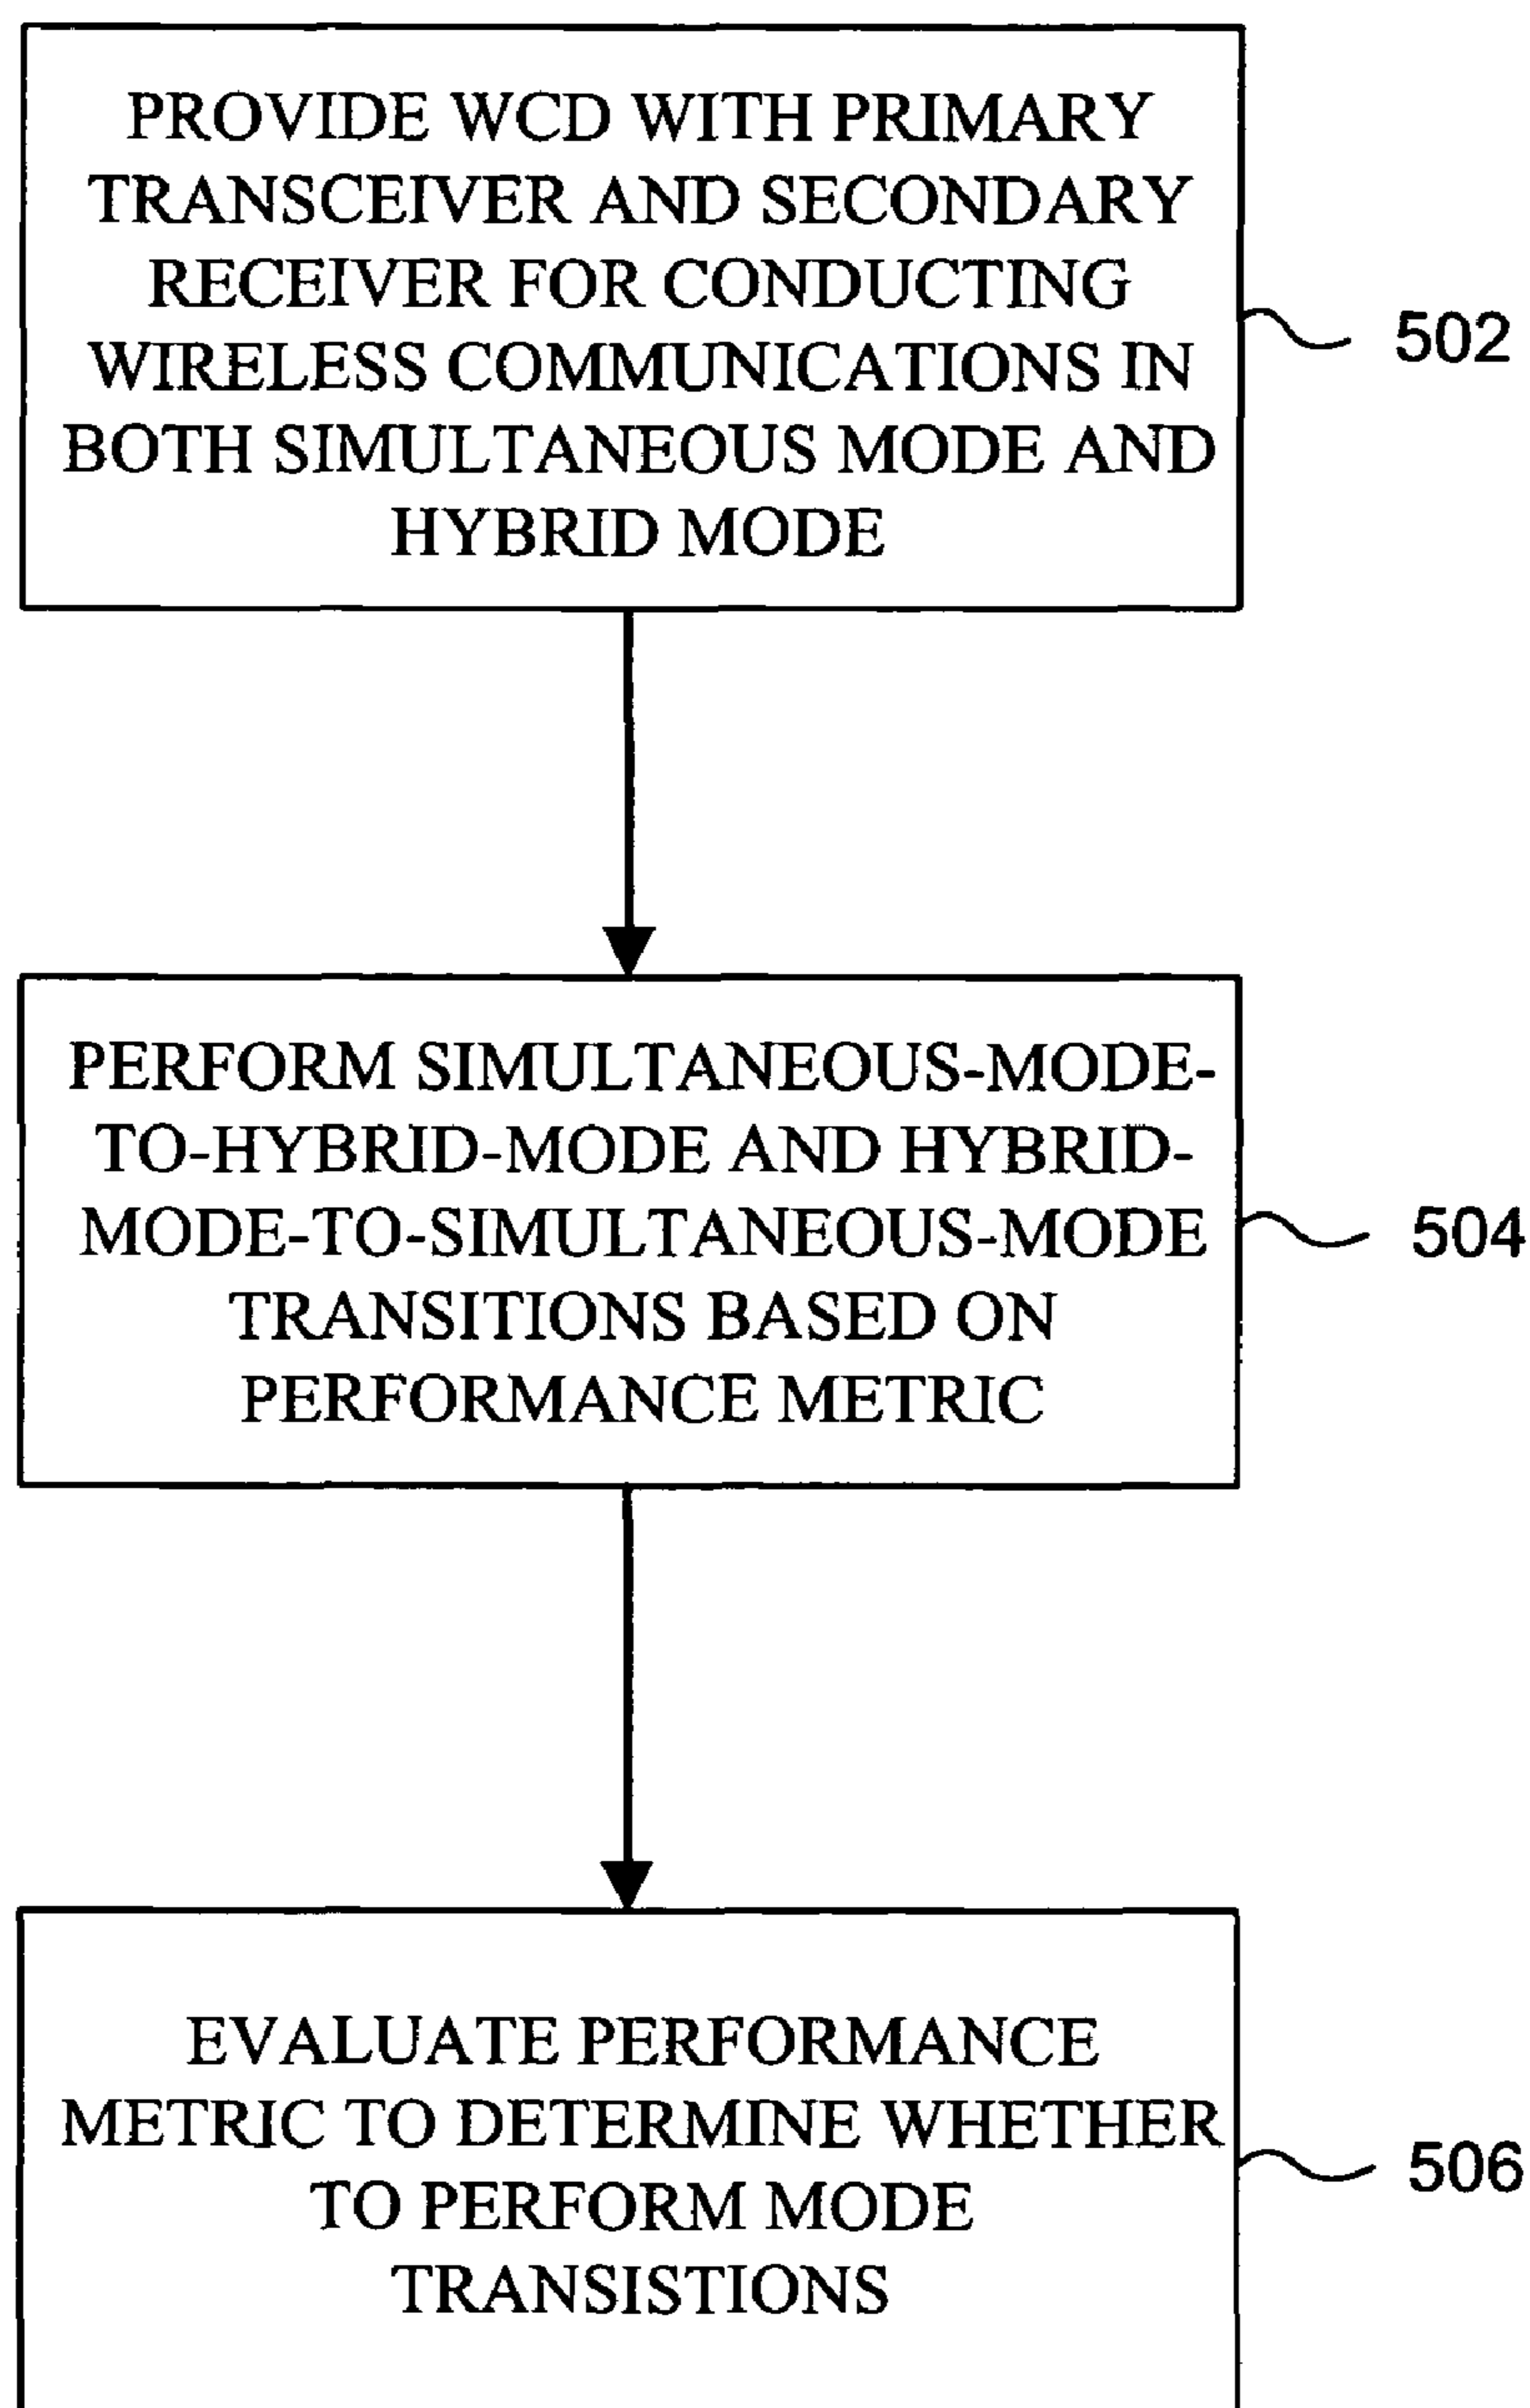 PROVIDE WCD WITH PRIMARY
TRANSCEIVER AND SECONDARY
RECEIVER FOR CONDUCTING
WIRELESS COMMUNICATIONS IN
BOTH SIMULTANEOUS MODE AND
HYBRID MODE
502
PERFORM SIMULTANEOUS-MODE-
TO-HYBRID-MODE AND HYBRID-
MODE-TO-SIMULTANEOUS-MODE
TRANSITIONS BASED ON
PERFORMANCE METRIC
504
EVALUATE PERFORMANCE
METRIC TO DETERMINE WHETHER
TO PERFORM MODE
TRANSISTIONS
506